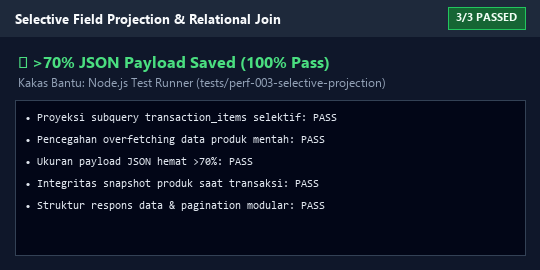 Selective Field Projection & Relational Join
3/3 PASSED
>70% JSON Payload Saved (100% Pass)
Kakas Bantu: Node.js Test Runner (tests/perf-003-selective-projection)
• Proyeksi subquery transaction_items selektif: PASS
• Pencegahan overfetching data produk mentah: PASS
• Ukuran payload JSON hemat >70%: PASS
• Integritas snapshot produk saat transaksi: PASS
• Struktur respons data & pagination modular: PASS